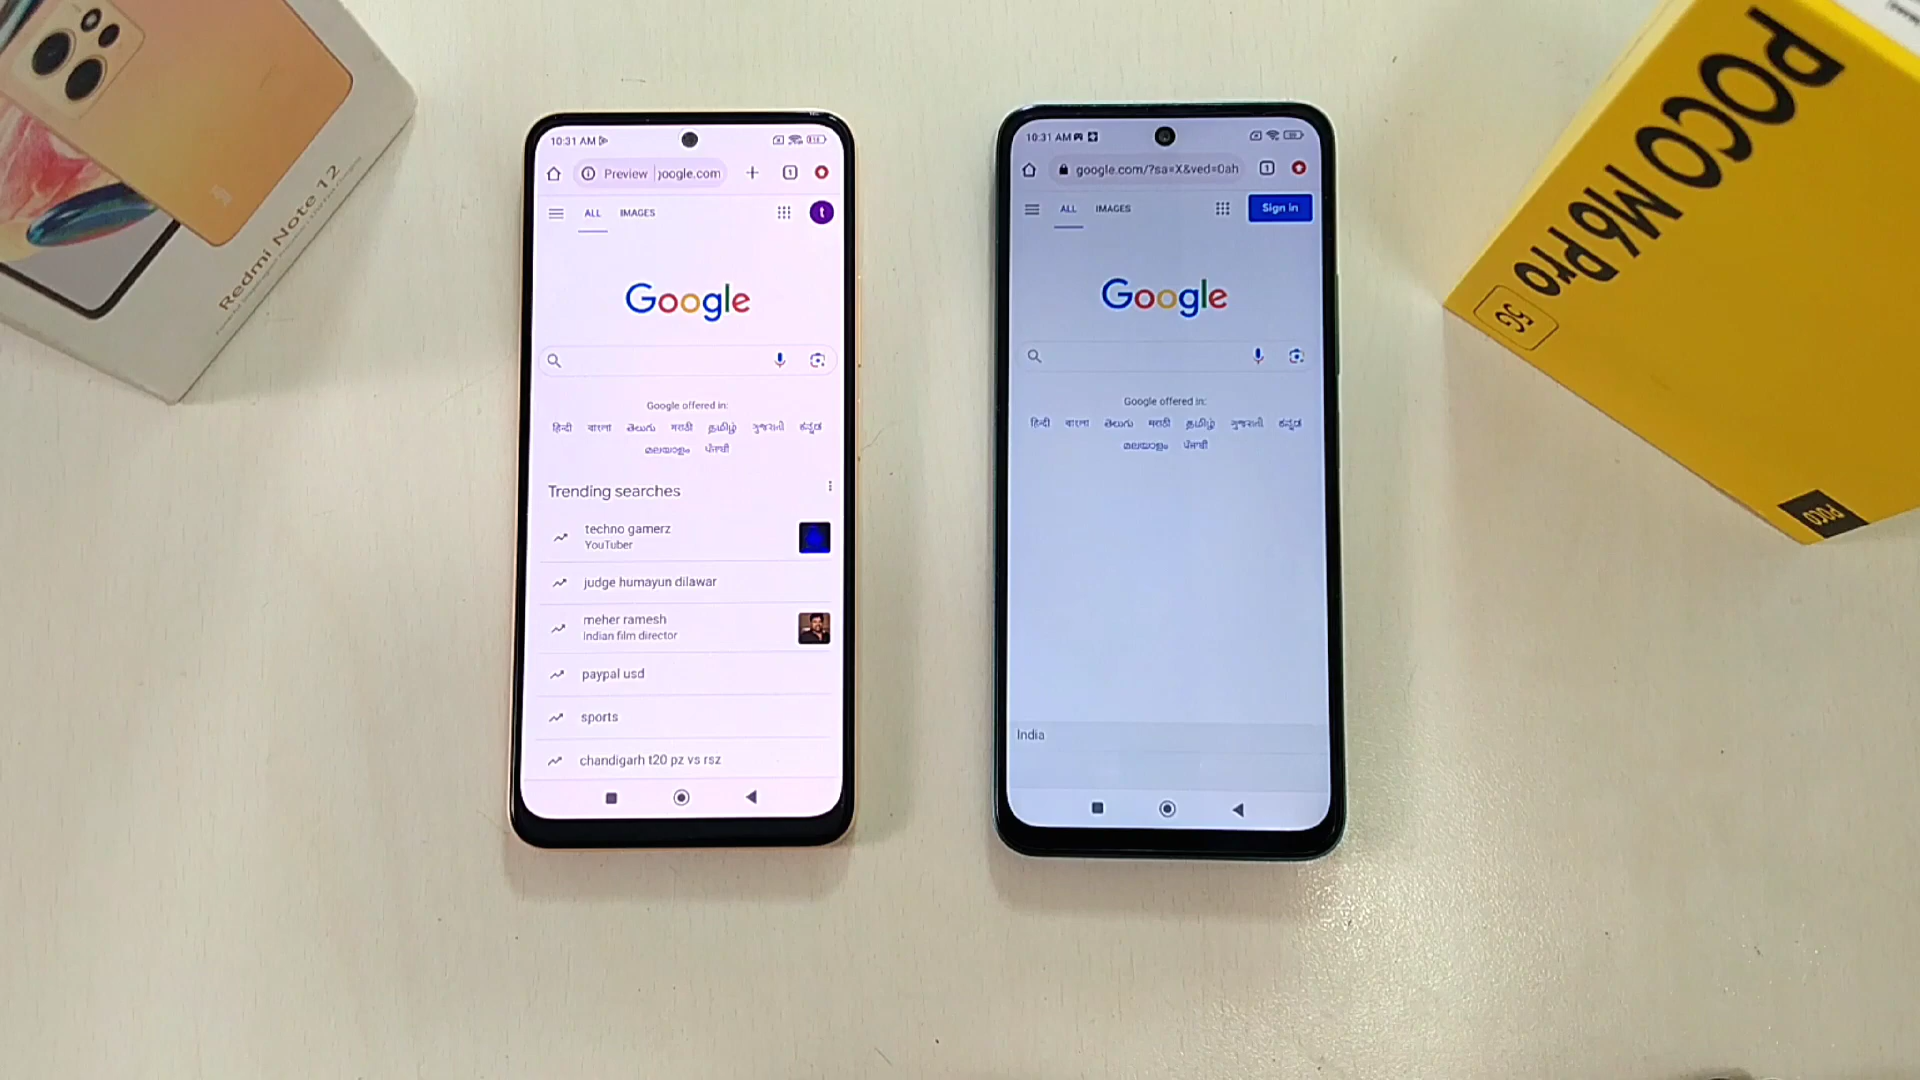 Redmi Note 12
10:31 AM
Preview
google.com
1
ALL IMAGES
t
Google
Google offered in:
हिन्दी বাংলা తెలుగు मराठी தமிழ் ગુજરાતી ಕನ್ನಡ
മലയാളം ਪੰਜਾਬੀ
Trending searches
techno gamerz
YouTuber
judge humayun dilawar
meher ramesh
Indian film director
paypal usd
sports
chandigarh t20 pz vs rsz
10:31 AM
google.com/?sa=X&ved=0ah
1
ALL IMAGES
Sign in
Google
Google offered in:
हिन्दी বাংলা తెలుగు मराठी தமிழ் ગુજરાતી ಕನ್ನಡ
മലയാളം ਪੰਜਾਬੀ
India
POCO M6 Pro
5G
POCO